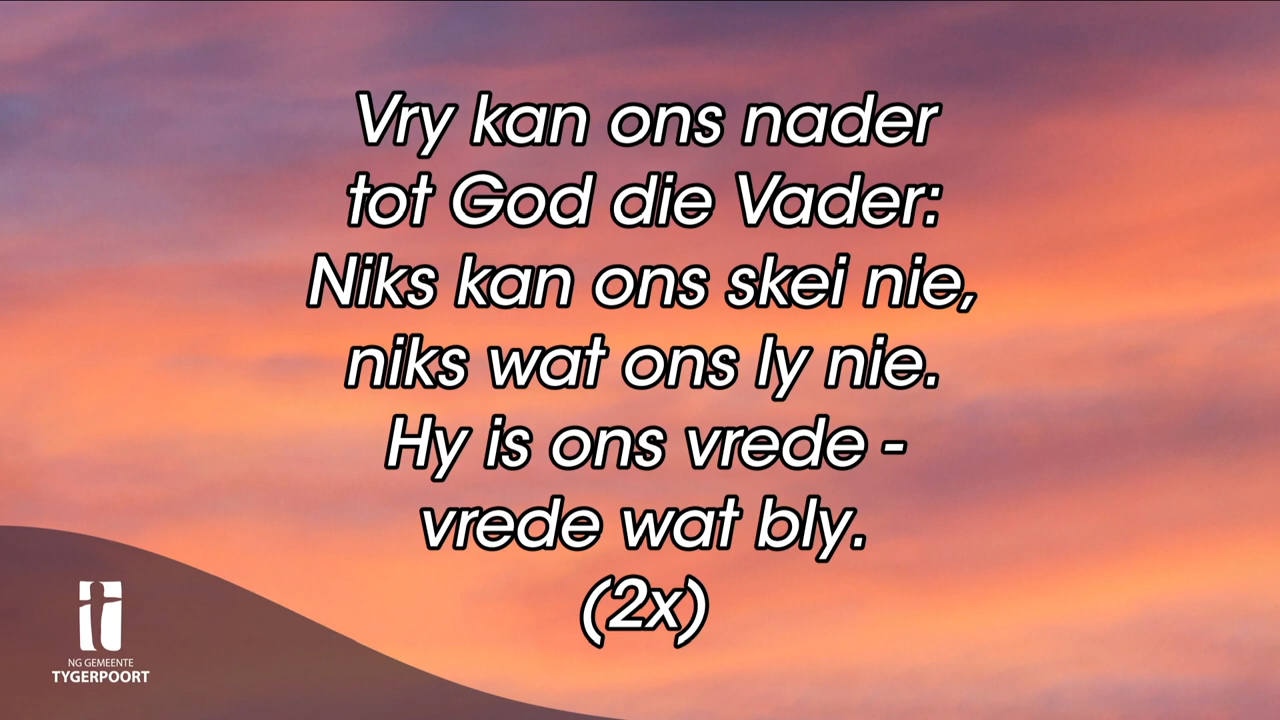 Vry kan ons nader
tot God die Vader:
Niks kan ons skei nie,
niks wat ons ly nie.
Hy is ons vrede -
vrede wat bly.
(2x)
NG GEMEENTE
TYGERPOORT